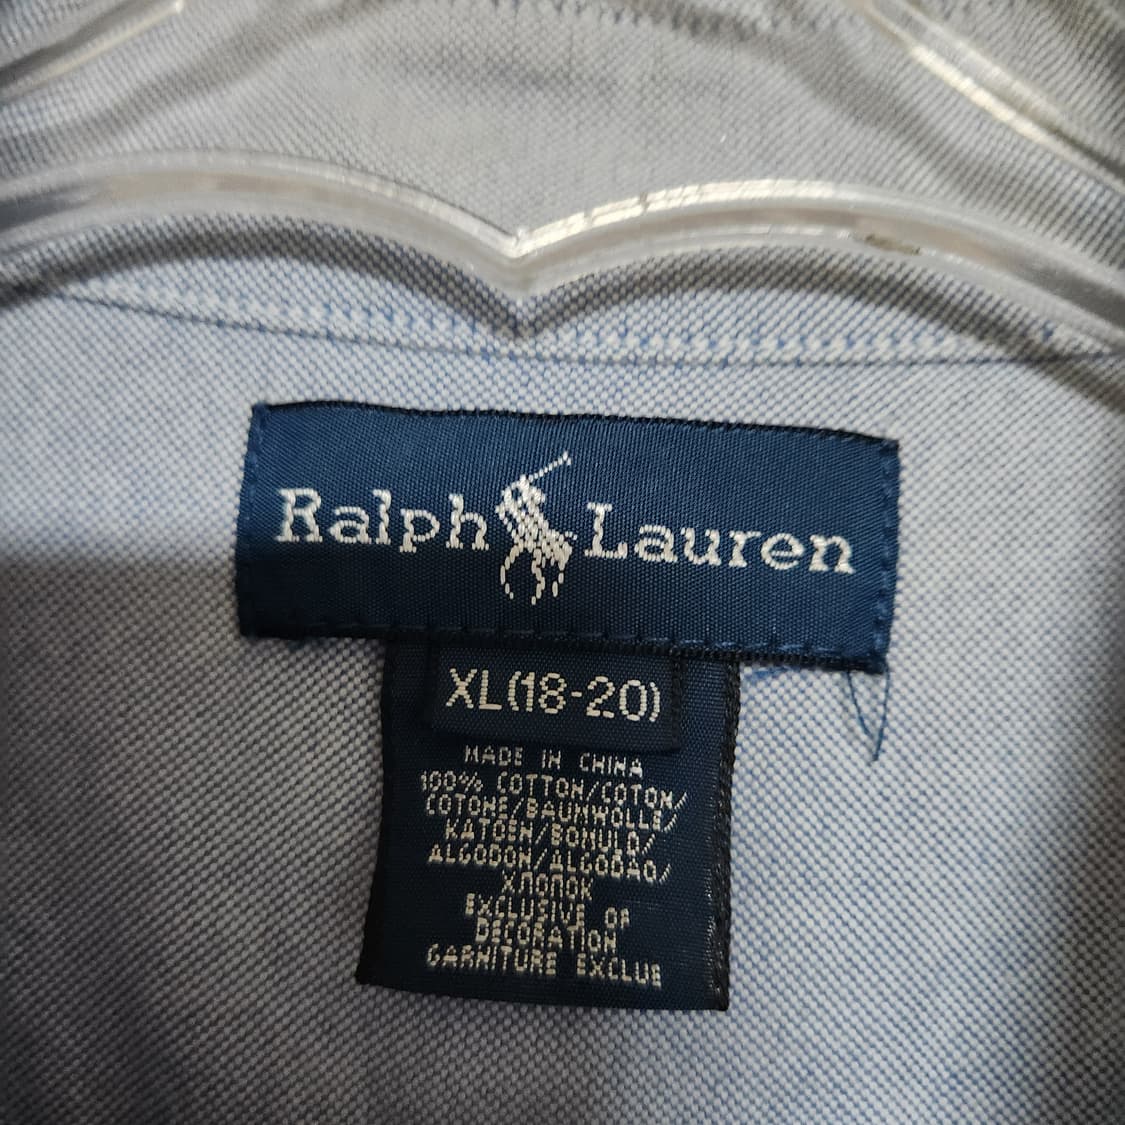 Ralph Lauren
XL(18-20)
MADE IN CHINA
100% COTTON/COTON/
COTONE/BAUMWOLLE/
KATOEN/BOMULD/
ALGODON/ALGODAO/
ХЛОПОК
EXCLUSIVE OF
DECORATION
GARNITURE EXCLUE